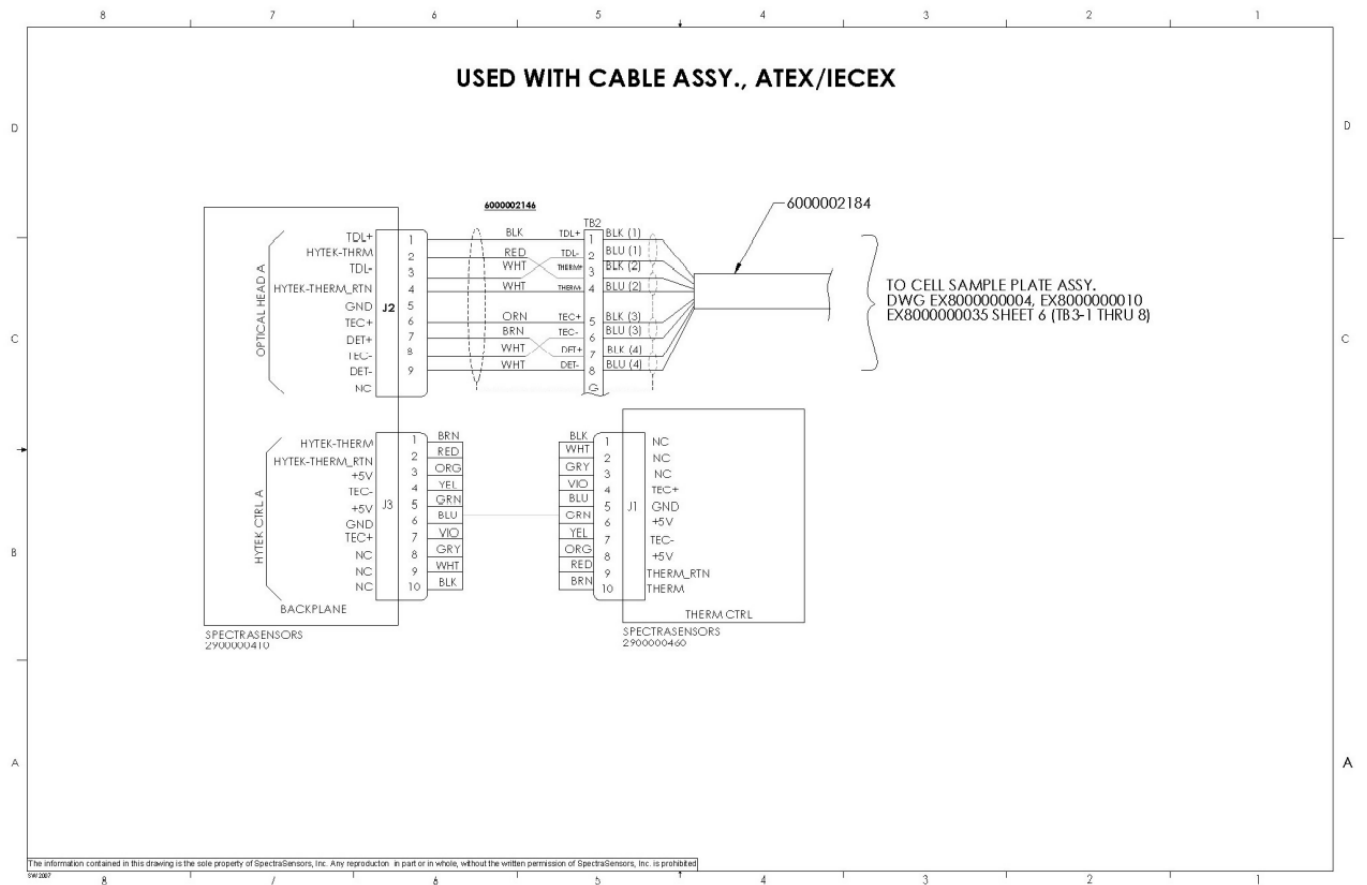 8 7 6 5 4 3 2 1
USED WITH CABLE ASSY., ATEX/IECEX
D D
6000002184
6000002146
TB2
TDL+ 1 BLK TDL+ 1 BLK (1)
HYTEK-THRM 2 RED TDL- 2 BLU (1)
TDL- 3 WHT THERM+ 3 BLK (2)
HYTEK-THERM_RTN 4 WHT THERM- 4 BLU (2)
GND 5
TEC+ 6 ORN TEC+ 5 BLK (3)
DET+ 7 BRN TEC- 6 BLU (3)
TEC- 8 WHT DET+ 7 BLK (4)
DET- 9 WHT DET- 8 BLU (4)
NC G
OPTICAL HEAD A
J2
TO CELL SAMPLE PLATE ASSY.
DWG EX8000000004, EX8000000010
EX8000000035 SHEET 6 (TB3-1 THRU 8)
C C
HYTEK-THERM 1 BRN BLK 1 NC
HYTEK-THERM_RTN 2 RED WHT 2 NC
+5V 3 ORG GRY 3 NC
TEC- 4 YEL VIO 4 TEC+
+5V 5 GRN BLU 5 GND
GND 6 BLU GRN 6 +5V
TEC+ 7 VIO YEL 7 TEC-
NC 8 GRY ORG 8 +5V
NC 9 WHT RED 9 THERM_RTN
NC 10 BLK BRN 10 THERM
HYTEK CTRL A
J3
J1
B B
BACKPLANE
THERM CTRL
SPECTRASENSORS
2900000410
SPECTRASENSORS
2900000460
A A
The information contained in this drawing is the sole property of SpectraSensors, Inc. Any reproducton in part or in whole, without the written permission of SpectraSensors, Inc. is prohibited
SW2007
8 7 6 5 4 3 2 1